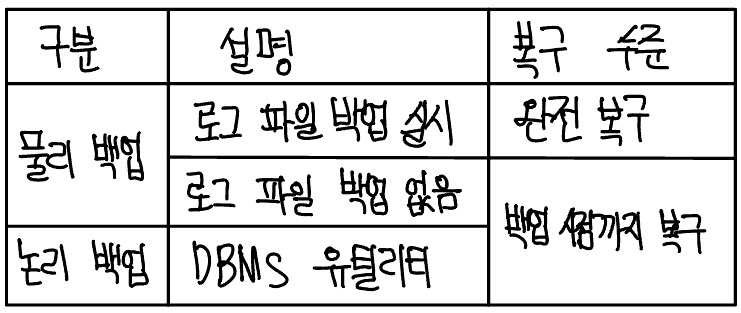 구분 설명 복구 수준
물리 백업 로그 파일 백업 실시 완전 복구
로그 파일 백업 없음 백업 시점까지 복구
논리 백업 DBMS 유틸리티